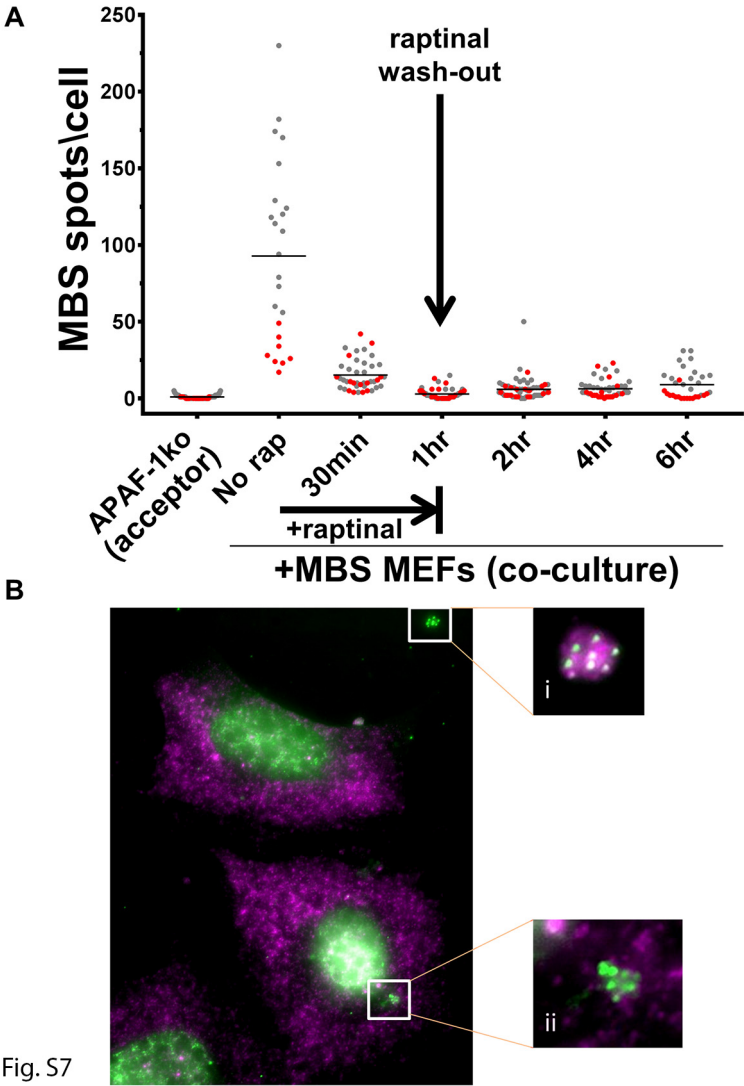 A
250
200
150
100
50
0
MBS spots\cell
raptinal
wash-out
APAF-1ko
(acceptor)
No rap
30min
1hr
2hr
4hr
6hr
+raptinal
+MBS MEFs (co-culture)
B
i
ii
Fig. S7